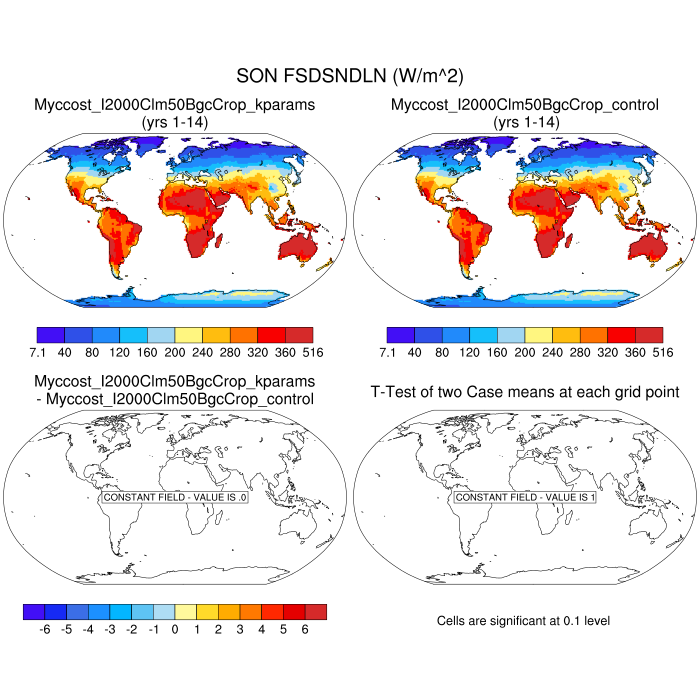 SON FSDSNDLN (W/m^2)
Myccost_I2000Clm50BgcCrop_kparams
(yrs 1-14)
Myccost_I2000Clm50BgcCrop_control
(yrs 1-14)
7.1 40 80 120 160 200 240 280 320 360 516
7.1 40 80 120 160 200 240 280 320 360 516
Myccost_I2000Clm50BgcCrop_kparams
- Myccost_I2000Clm50BgcCrop_control
T-Test of two Case means at each grid point
CONSTANT FIELD - VALUE IS .0
CONSTANT FIELD - VALUE IS 1
-6 -5 -4 -3 -2 -1 0 1 2 3 4 5 6
Cells are significant at 0.1 level